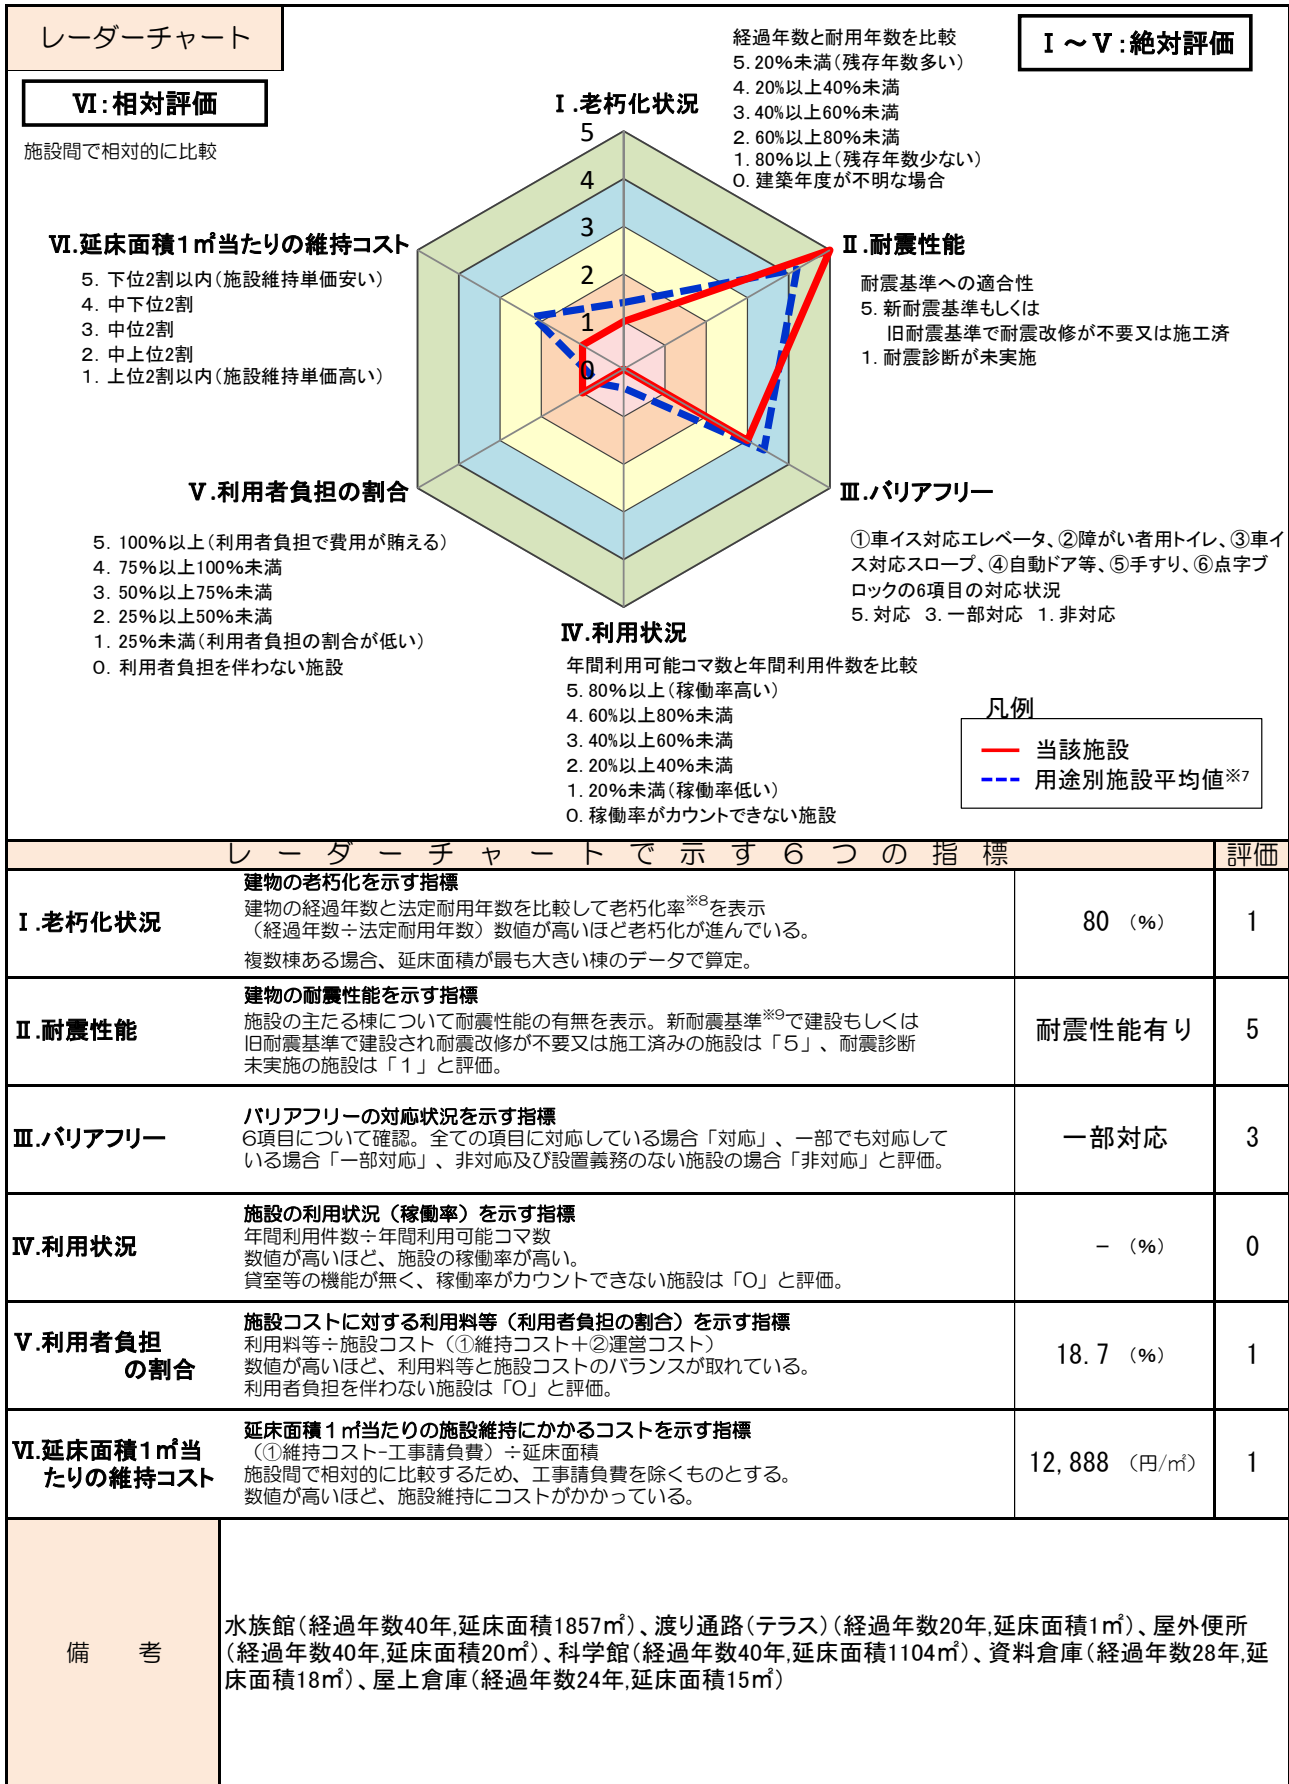 レーダーチャート
Ⅵ：相対評価
施設間で相対的に比較
Ⅰ～Ⅴ：絶対評価
Ⅰ.老朽化状況
経過年数と耐用年数を比較
5. 20%未満（残存年数多い）
4. 20%以上40%未満
3. 40%以上60%未満
2. 60%以上80%未満
1. 80%以上（残存年数少ない）
0. 建築年度が不明な場合
5
4
3
2
1
0
Ⅱ.耐震性能
耐震基準への適合性
5. 新耐震基準もしくは
旧耐震基準で耐震改修が不要又は施工済
1. 耐震診断が未実施
Ⅲ.バリアフリー
①車イス対応エレベータ、②障がい者用トイレ、③車イ
ス対応スロープ、④自動ドア等、⑤手すり、⑥点字ブ
ロックの6項目の対応状況
5. 対応 3. 一部対応 1. 非対応
Ⅳ.利用状況
年間利用可能コマ数と年間利用件数を比較
5. 80%以上（稼働率高い）
4. 60%以上80%未満
3. 40%以上60%未満
2. 20%以上40%未満
1. 20%未満（稼働率低い）
0. 稼働率がカウントできない施設
Ⅴ.利用者負担の割合
5. 100%以上（利用者負担で費用が賄える）
4. 75%以上100%未満
3. 50%以上75%未満
2. 25%以上50%未満
1. 25%未満（利用者負担の割合が低い）
0. 利用者負担を伴わない施設
Ⅵ.延床面積1㎡当たりの維持コスト
5. 下位2割以内（施設維持単価安い）
4. 中下位2割
3. 中位2割
2. 中上位2割
1. 上位2割以内（施設維持単価高い）
凡例
当該施設
用途別施設平均値※7
レーダーチャートで示す6つの指標 評価
Ⅰ.老朽化状況
建物の老朽化を示す指標
建物の経過年数と法定耐用年数を比較して老朽化率※8を表示
（経過年数÷法定耐用年数）数値が高いほど老朽化が進んでいる。
複数棟ある場合、延床面積が最も大きい棟のデータで算定。
80 （%） 1
Ⅱ.耐震性能
建物の耐震性能を示す指標
施設の主たる棟について耐震性能の有無を表示。新耐震基準※9で建設もしくは
旧耐震基準で建設され耐震改修が不要又は施工済みの施設は「5」、耐震診断
未実施の施設は「1」と評価。
耐震性能有り 5
Ⅲ.バリアフリー
バリアフリーの対応状況を示す指標
6項目について確認。全ての項目に対応している場合「対応」、一部でも対応して
いる場合「一部対応」、非対応及び設置義務のない施設の場合「非対応」と評価。
一部対応 3
Ⅳ.利用状況
施設の利用状況（稼働率）を示す指標
年間利用件数÷年間利用可能コマ数
数値が高いほど、施設の稼働率が高い。
貸室等の機能が無く、稼働率がカウントできない施設は「0」と評価。
- （%） 0
Ⅴ.利用者負担
の割合
施設コストに対する利用料等（利用者負担の割合）を示す指標
利用料等÷施設コスト（①維持コスト＋②運営コスト）
数値が高いほど、利用料等と施設コストのバランスが取れている。
利用者負担を伴わない施設は「0」と評価。
18.7 （%） 1
Ⅵ.延床面積1㎡当
たりの維持コスト
延床面積1㎡当たりの施設維持にかかるコストを示す指標
（①維持コスト-工事請負費）÷延床面積
施設間で相対的に比較するため、工事請負費を除くものとする。
数値が高いほど、施設維持にコストがかかっている。
12,888 （円/㎡） 1
備 考
水族館（経過年数40年,延床面積1857㎡）、渡り通路（テラス）（経過年数20年,延床面積1㎡）、屋外便所
（経過年数40年,延床面積20㎡）、科学館（経過年数40年,延床面積1104㎡）、資料倉庫（経過年数28年,延
床面積18㎡）、屋上倉庫（経過年数24年,延床面積15㎡）